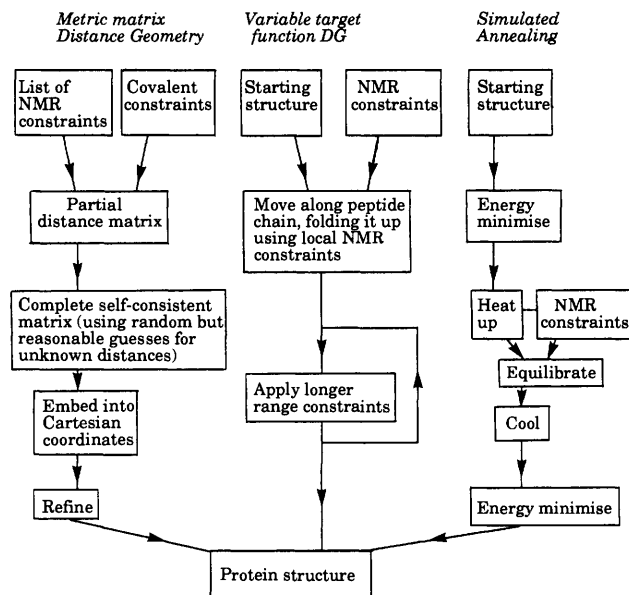 Metric matrix
Distance Geometry
Variable target
function DG
Simulated
Annealing
List of
NMR
constraints
Covalent
constraints
Starting
structure
NMR
constraints
Starting
structure
Partial
distance matrix
Move along peptide
chain, folding it up
using local NMR
constraints
Energy
minimise
Complete self-consistent
matrix (using random but
reasonable guesses for
unknown distances)
Heat
up
NMR
constraints
Equilibrate
Apply longer
range constraints
Embed into
Cartesian
coordinates
Cool
Refine
Energy minimise
Protein structure